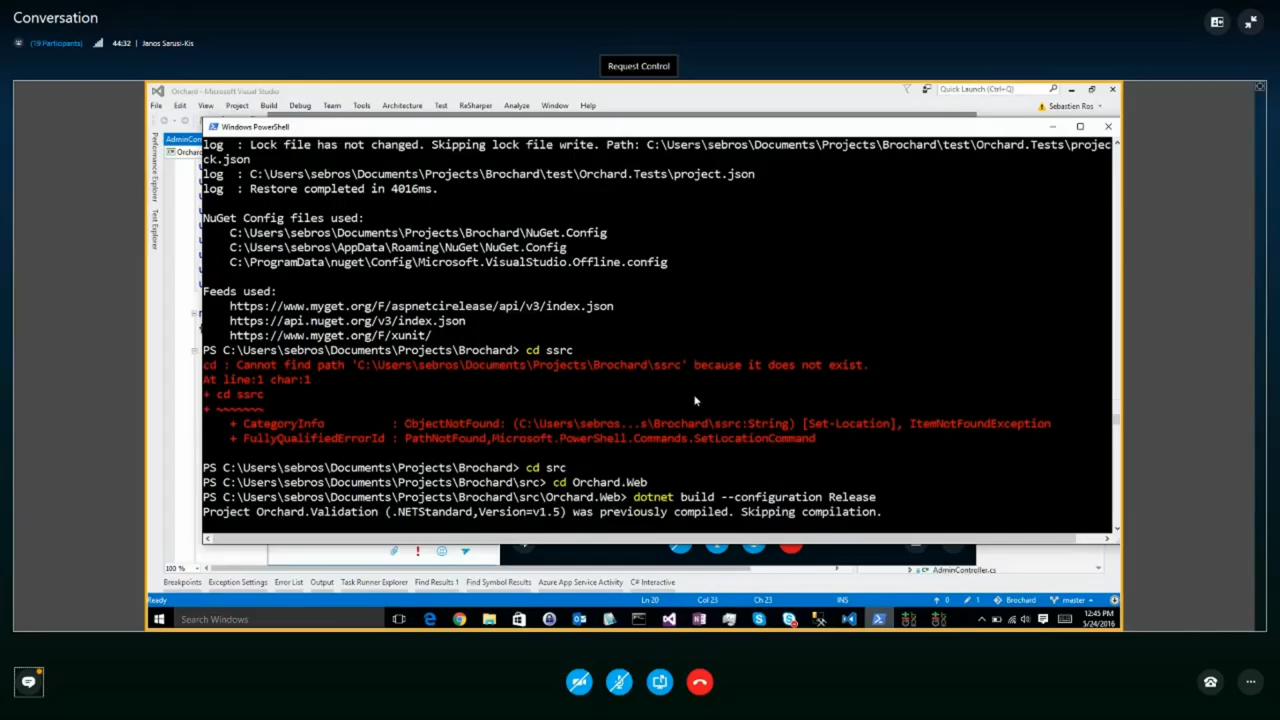 Conversation
(19 Participants) 44:32 | Janos Sarusi-Kis
Request Control
Orchard - Microsoft Visual Studio
Quick Launch (Ctrl+Q)
File Edit View Project Build Debug Team Tools Architecture Test ReSharper Analyze Window Help
Sebastien Ros
Windows PowerShell
AdminCon
Orchar
Performance Explorer
Test Explorer
log : Lock file has not changed. Skipping lock file write. Path: C:\Users\sebros\Documents\Projects\Brochard\test\Orchard.Tests\projec
ck.json
log : C:\Users\sebros\Documents\Projects\Brochard\test\Orchard.Tests\project.json
log : Restore completed in 4016ms.
NuGet Config files used:
C:\Users\sebros\Documents\Projects\Brochard\NuGet.Config
C:\Users\sebros\AppData\Roaming\NuGet\NuGet.Config
C:\ProgramData\nuget\Config\Microsoft.VisualStudio.Offline.config
Feeds used:
https://www.myget.org/F/aspnetcirelease/api/v3/index.json
https://api.nuget.org/v3/index.json
https://www.myget.org/F/xunit/
PS C:\Users\sebros\Documents\Projects\Brochard> cd ssrc
cd : Cannot find path 'C:\Users\sebros\Documents\Projects\Brochard\ssrc' because it does not exist.
At line:1 char:1
+ cd ssrc
+ ~~~~~~~
+ CategoryInfo : ObjectNotFound: (C:\Users\sebros...s\Brochard\ssrc:String) [Set-Location], ItemNotFoundException
+ FullyQualifiedErrorId : PathNotFound,Microsoft.PowerShell.Commands.SetLocationCommand
PS C:\Users\sebros\Documents\Projects\Brochard> cd src
PS C:\Users\sebros\Documents\Projects\Brochard\src> cd Orchard.Web
PS C:\Users\sebros\Documents\Projects\Brochard\src\Orchard.Web> dotnet build --configuration Release
Project Orchard.Validation (.NETStandard,Version=v1.5) was previously compiled. Skipping compilation.
100 %
AdminController.cs
Breakpoints Exception Settings Error List Output Task Runner Explorer Find Results 1 Find Symbol Results Azure App Service Activity C# Interactive
Ready Ln 20 Col 23 Ch 23 INS 0 1 Brochard master
Search Windows
12:45 PM
5/24/2016